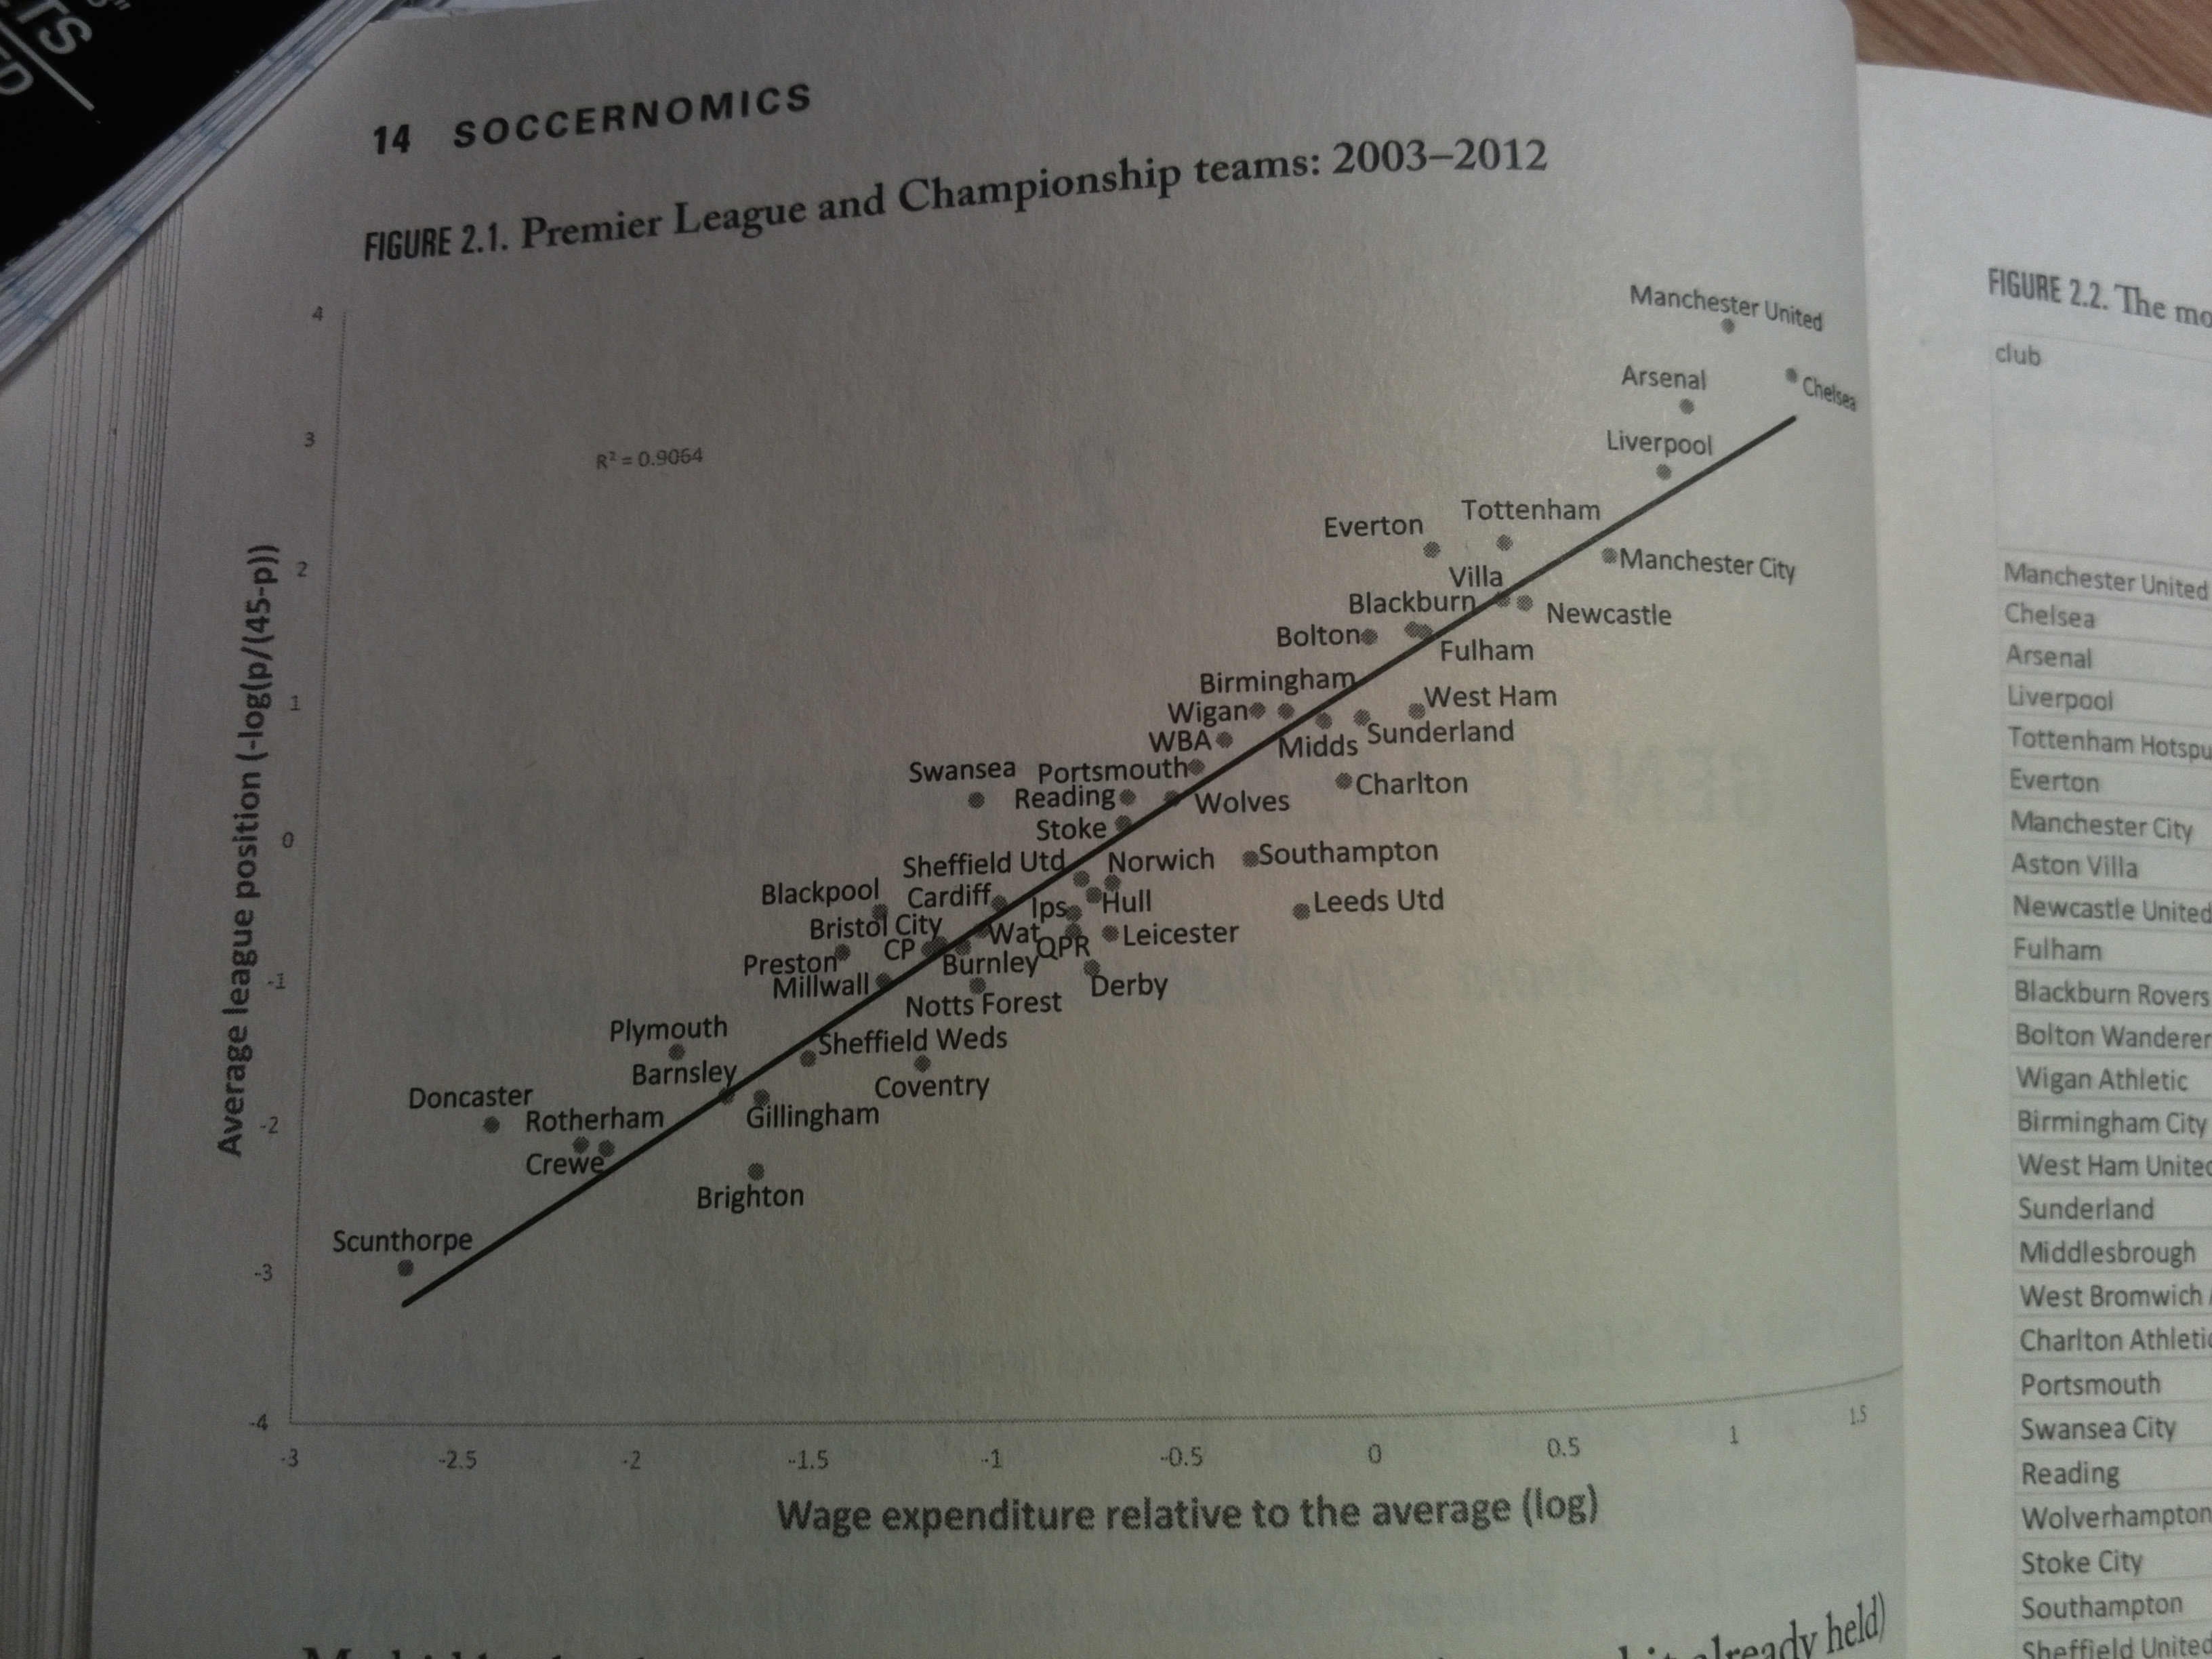 14 SOCCERNOMICS
FIGURE 2.1. Premier League and Championship teams: 2003–2012
4
3
2
1
0
-1
-2
-3
-4
Average league position (-log(p/(45-p))
R² = 0.9064
Manchester United
Arsenal
Chelsea
Liverpool
Tottenham
Everton
Manchester City
Villa
Blackburn
Newcastle
Bolton
Fulham
Birmingham
West Ham
Wigan
Sunderland
WBA
Midds
Swansea
Portsmouth
Charlton
Reading
Wolves
Stoke
Sheffield Utd
Norwich
Southampton
Blackpool
Cardiff
Ips
Hull
Leeds Utd
Bristol City
Wat
Leicester
CP
QPR
Preston
Burnley
Millwall
Derby
Notts Forest
Plymouth
Sheffield Weds
Barnsley
Coventry
Doncaster
Gillingham
Rotherham
Crewe
Brighton
Scunthorpe
-3 -2.5 -2 -1.5 -1 -0.5 0 0.5 1 1.5
Wage expenditure relative to the average (log)
already held)
FIGURE 2.2. The
club
Manchester United
Chelsea
Arsenal
Liverpool
Tottenham
Everton
Manchester City
Aston Villa
Newcastle United
Fulham
Blackburn Rovers
Bolton
Wigan Athletic
Birmingham City
West Ham
Sunderland
Middlesbrough
West Bromwich
Charlton
Portsmouth
Swansea City
Reading
Wolverhampton
Stoke City
Southampton
Sheffield United